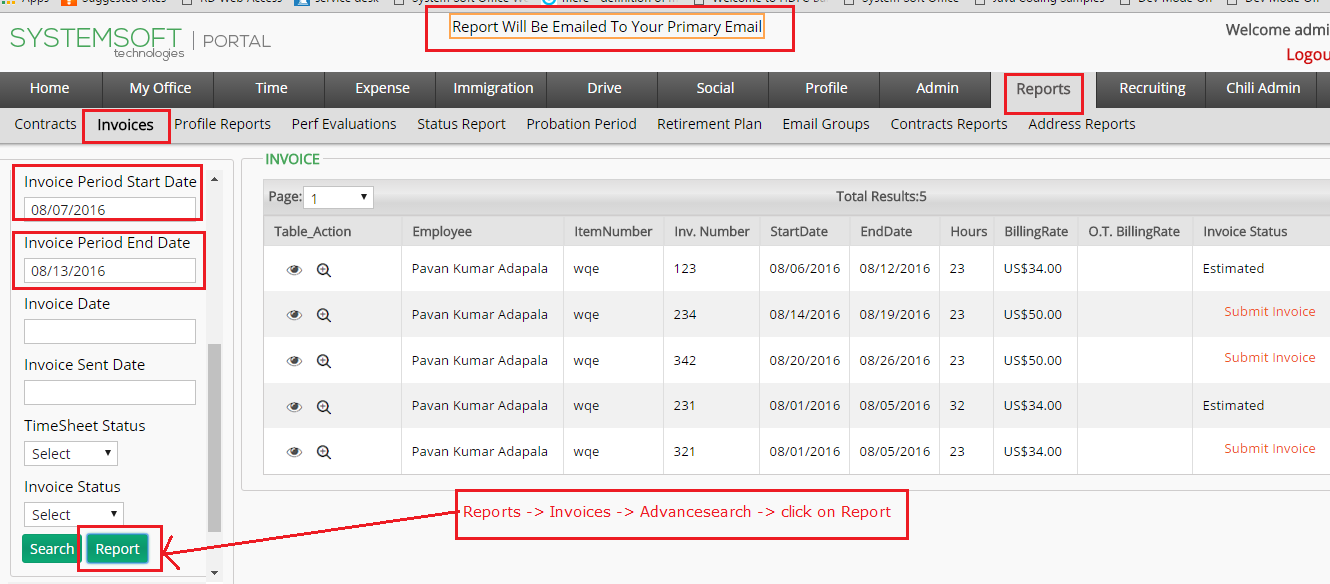 Apps Suggested Sites RD Web Access service desk System Soft Office Welcome to HDFC System Soft Office Java coding samples Dev Mode On Dev Mode Off
Report Will Be Emailed To Your Primary Email
SYSTEMSOFT technologies | PORTAL
Welcome admi
Logou
Home My Office Time Expense Immigration Drive Social Profile Admin Reports Recruiting Chili Admin
Contracts Invoices Profile Reports Perf Evaluations Status Report Probation Period Retirement Plan Email Groups Contracts Reports Address Reports
INVOICE
Invoice Period Start Date
08/07/2016
Invoice Period End Date
08/13/2016
Invoice Date
Invoice Sent Date
TimeSheet Status
Select
Invoice Status
Select
Search Report
Page: 1 Total Results:5
Table_Action Employee ItemNumber Inv. Number StartDate EndDate Hours BillingRate O.T. BillingRate Invoice Status
Pavan Kumar Adapala wqe 123 08/06/2016 08/12/2016 23 US$34.00 Estimated
Pavan Kumar Adapala wqe 234 08/14/2016 08/19/2016 23 US$50.00 Submit Invoice
Pavan Kumar Adapala wqe 342 08/20/2016 08/26/2016 23 US$50.00 Submit Invoice
Pavan Kumar Adapala wqe 231 08/01/2016 08/05/2016 32 US$34.00 Estimated
Pavan Kumar Adapala wqe 321 08/01/2016 08/05/2016 23 US$34.00 Submit Invoice
Reports -> Invoices -> Advancesearch -> click on Report